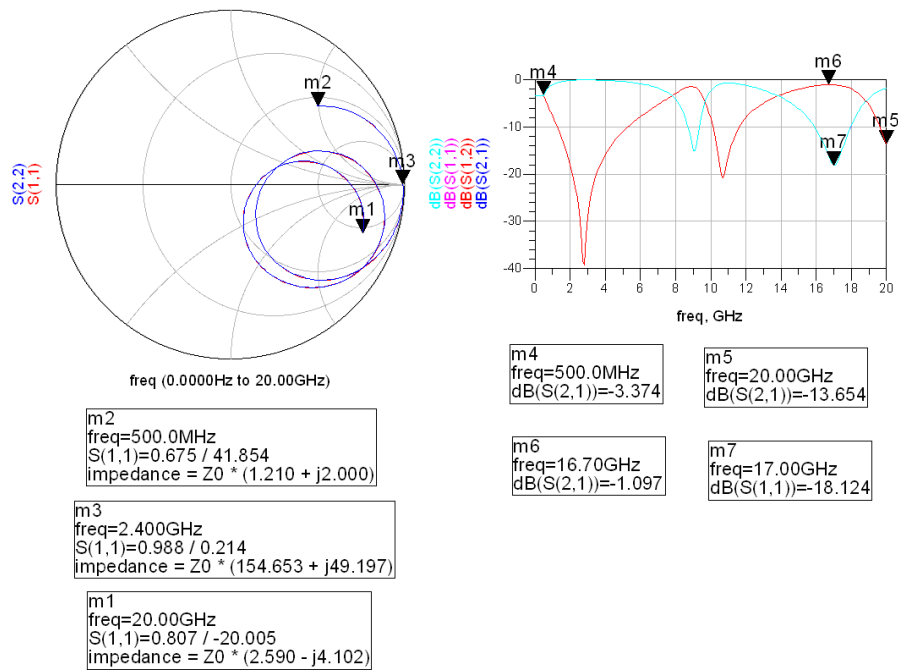 m2
m3
m1
S(2,2)
S(1,1)
freq (0.0000Hz to 20.00GHz)
m4
m6
m5
m7
0
-10
-20
-30
-40
0 2 4 6 8 10 12 14 16 18 20
freq, GHz
dB(S(2,2))
dB(S(1,1))
dB(S(1,2))
dB(S(2,1))
m2
freq=500.0MHz
S(1,1)=0.675 / 41.854
impedance = Z0 * (1.210 + j2.000)
m3
freq=2.400GHz
S(1,1)=0.988 / 0.214
impedance = Z0 * (154.653 + j49.197)
m1
freq=20.00GHz
S(1,1)=0.807 / -20.005
impedance = Z0 * (2.590 - j4.102)
m4
freq=500.0MHz
dB(S(2,1))=-3.374
m5
freq=20.00GHz
dB(S(2,1))=-13.654
m6
freq=16.70GHz
dB(S(2,1))=-1.097
m7
freq=17.00GHz
dB(S(1,1))=-18.124